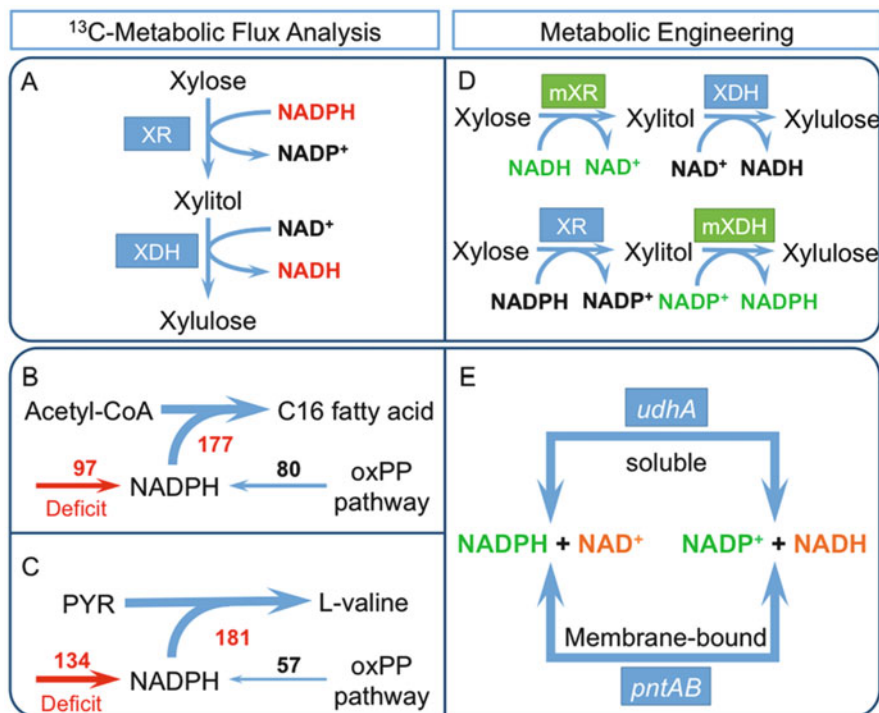 ¹³C-Metabolic Flux Analysis
Metabolic Engineering
A
Xylose
XR
NADPH
NADP⁺
Xylitol
XDH
NAD⁺
NADH
Xylulose
B
Acetyl-CoA
C16 fatty acid
177
97
Deficit
NADPH
80
oxPP
pathway
C
PYR
L-valine
181
134
Deficit
NADPH
57
oxPP
pathway
D
mXR
XDH
Xylose
Xylitol
Xylulose
NADH NAD⁺
NAD⁺ NADH
XR
mXDH
Xylose
Xylitol
Xylulose
NADPH NADP⁺
NADP⁺ NADPH
E
udhA
soluble
NADPH + NAD⁺
NADP⁺ + NADH
Membrane-bound
pntAB